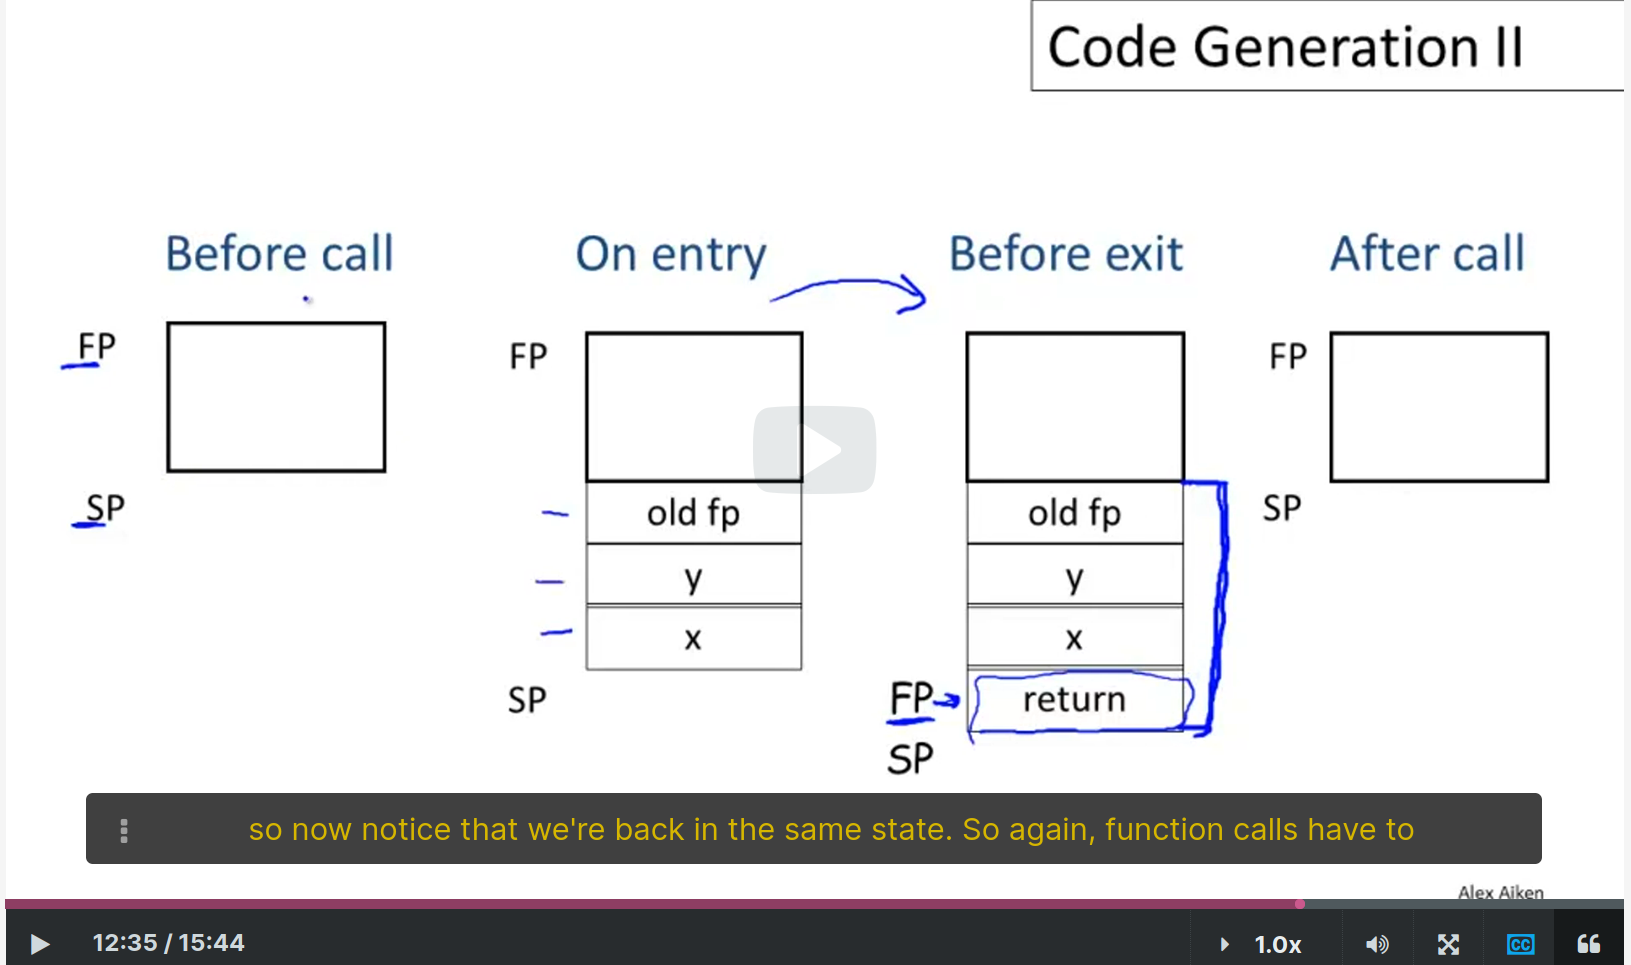 Code Generation II
Before call
On entry
Before exit
After call
FP
FP
FP
SP
old fp
old fp
SP
y
y
x
x
SP
FP
return
SP
so now notice that we're back in the same state. So again, function calls have to
Alex Aiken
12:35 / 15:44
1.0x
CC